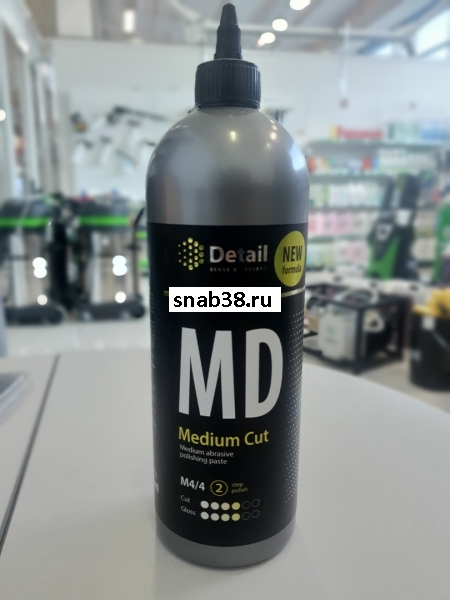 Detail
NEW
formula
snab38.ru
MD
Medium Cut
Medium abrasive
polishing paste
M4/4 2 step
polish
Cut
Gloss